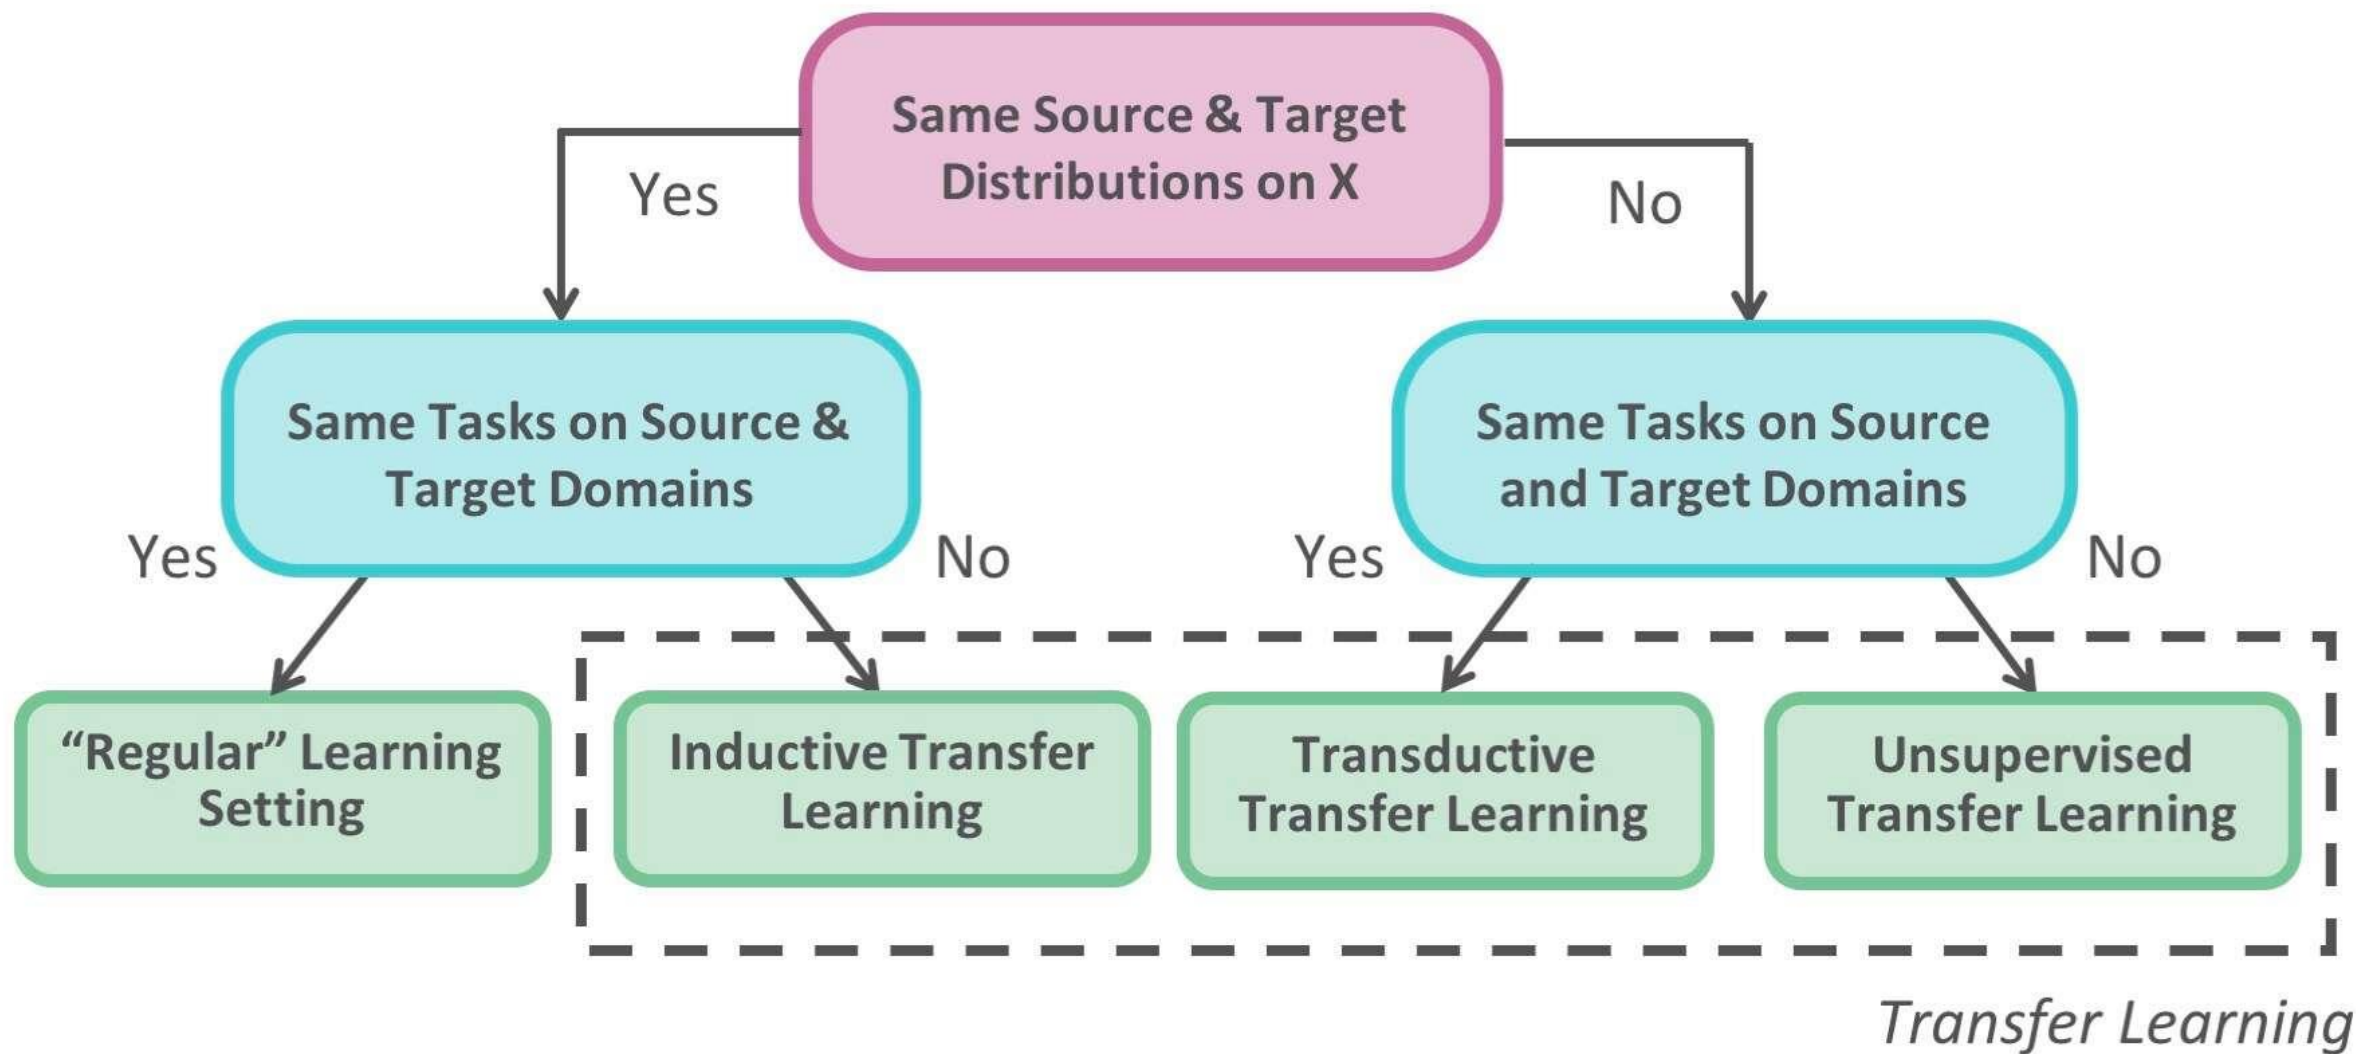 Same Source & Target
Distributions on X
Yes
No
Same Tasks on Source &
Target Domains
Same Tasks on Source
and Target Domains
Yes
No
Yes
No
“Regular” Learning
Setting
Inductive Transfer
Learning
Transductive
Transfer Learning
Unsupervised
Transfer Learning
Transfer Learning